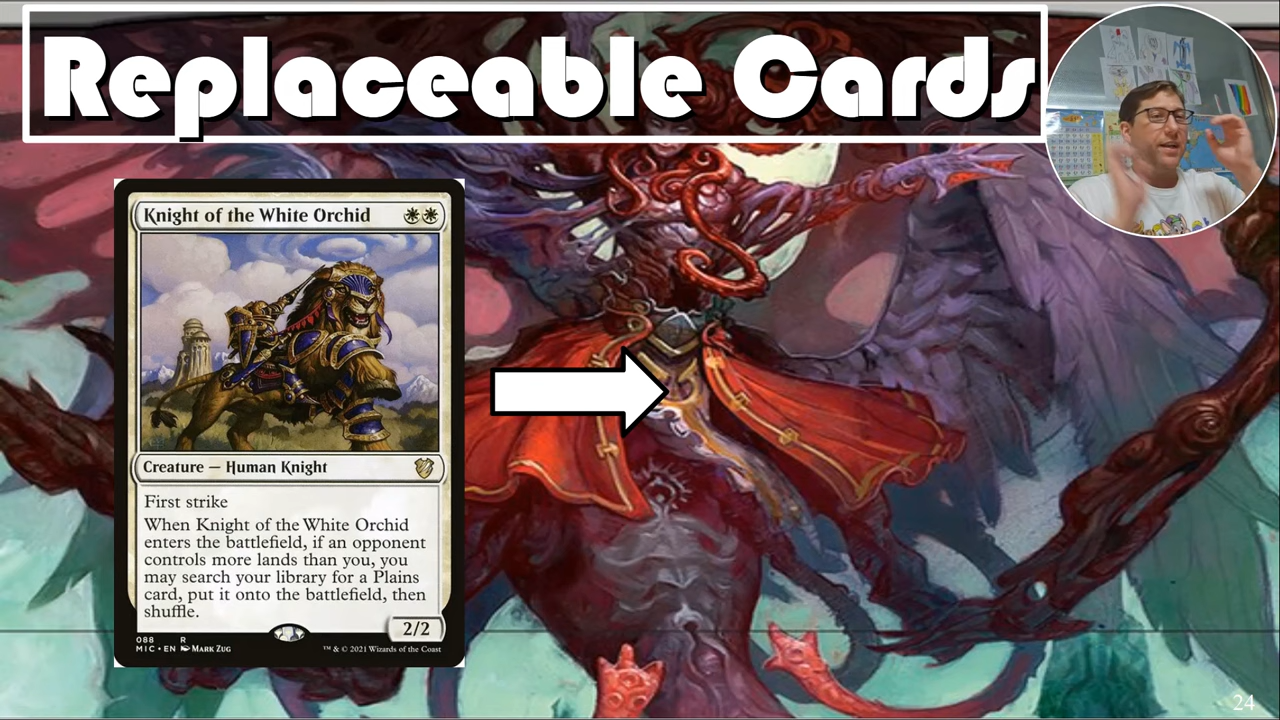 Replaceable Cards
Knight of the White Orchid
Creature — Human Knight
First strike
When Knight of the White Orchid
enters the battlefield, if an opponent
controls more lands than you, you
may search your library for a Plains
card, put it onto the battlefield, then
shuffle.
2/2
088 R
MIC • EN Mark Zug
™ & © 2021 Wizards of the Coast
24